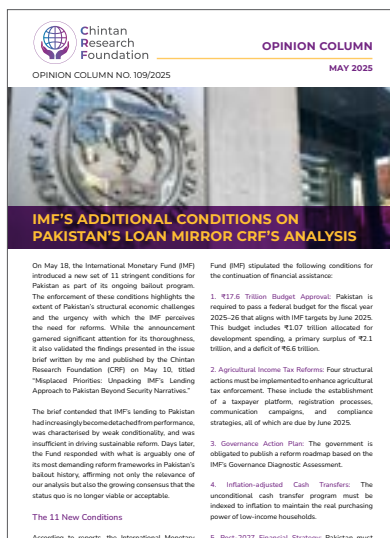 Chintan
Research
Foundation
OPINION COLUMN NO. 109/2025
OPINION COLUMN
MAY 2025
IMF'S ADDITIONAL CONDITIONS ON
PAKISTAN'S LOAN MIRROR CRF'S ANALYSIS
On May 18, the International Monetary Fund (IMF)
introduced a new set of 11 stringent conditions for
Pakistan as part of its ongoing bailout program.
The enforcement of these conditions highlights the
extent of Pakistan's structural economic challenges
and the urgency with which the IMF perceives
the need for reforms. While the announcement
garnered significant attention for its thoroughness,
it also validated the findings presented in the issue
brief written by me and published by the Chintan
Research Foundation (CRF) on May 10, titled
"Misplaced Priorities: Unpacking IMF's Lending
Approach to Pakistan Beyond Security Narratives."
The brief contended that IMF's lending to Pakistan
had increasingly become detached from performance,
was characterised by weak conditionality, and was
insufficient in driving sustainable reform. Days later,
the Fund responded with what is arguably one of
its most demanding reform frameworks in Pakistan's
bailout history, affirming not only the relevance of
our analysis but also the growing consensus that the
status quo is no longer viable or acceptable.
The 11 New Conditions
According to reports, the International Monetary
Fund (IMF) stipulated the following conditions for
the continuation of financial assistance:
1. ₹17.6 Trillion Budget Approval: Pakistan is
required to pass a federal budget for the fiscal year
2025-26 that aligns with IMF targets by June 2025.
This budget includes ₹1.07 trillion allocated for
development spending, a primary surplus of ₹2.1
trillion, and a deficit of ₹6.6 trillion.
2. Agricultural Income Tax Reforms: Four structural
actions must be implemented to enhance agricultural
tax enforcement. These include the establishment
of a taxpayer platform, registration processes,
communication campaigns, and compliance
strategies, all of which are due by June 2025.
3. Governance Action Plan: The government is
obligated to publish a reform roadmap based on the
IMF's Governance Diagnostic Assessment.
4. Inflation-adjusted Cash Transfers: The
unconditional cash transfer program must be
indexed to inflation to maintain the real purchasing
power of low-income households.
5. Post-2027 Financial Strategy: Pakistan must